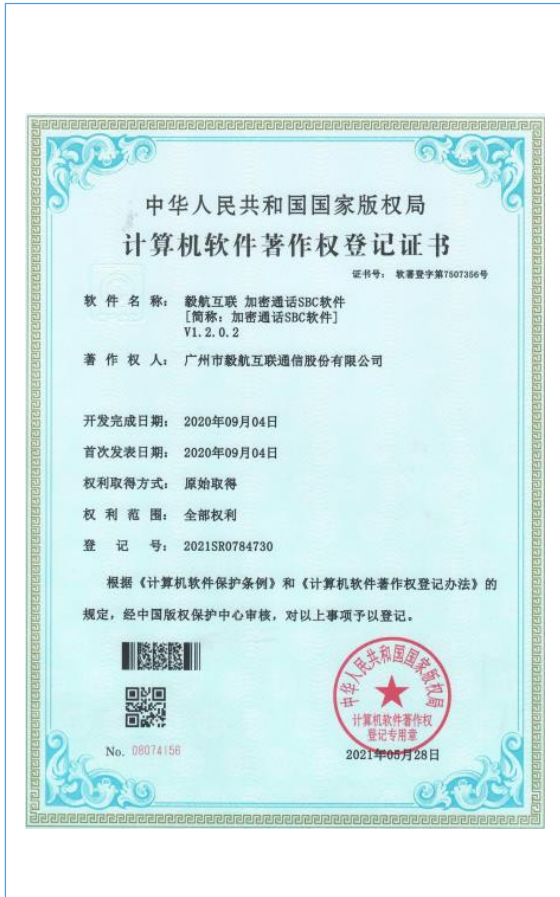 中华人民共和国国家版权局
计算机软件著作权登记证书
证书号： 软著登字第7507356号
软件名称： 毅航互联 加密通话SBC软件
[简称：加密通话SBC软件]
V1.2.0.2
著作权人： 广州市毅航互联通信股份有限公司
开发完成日期： 2020年09月04日
首次发表日期： 2020年09月04日
权利取得方式： 原始取得
权利范围： 全部权利
登记号： 2021SR0784730
根据《计算机软件保护条例》和《计算机软件著作权登记办法》的
规定，经中国版权保护中心审核，对以上事项予以登记。
中华人民共和国国家版权局
计算机软件著作权
登记专用章
No. 08074156
2021年05月28日